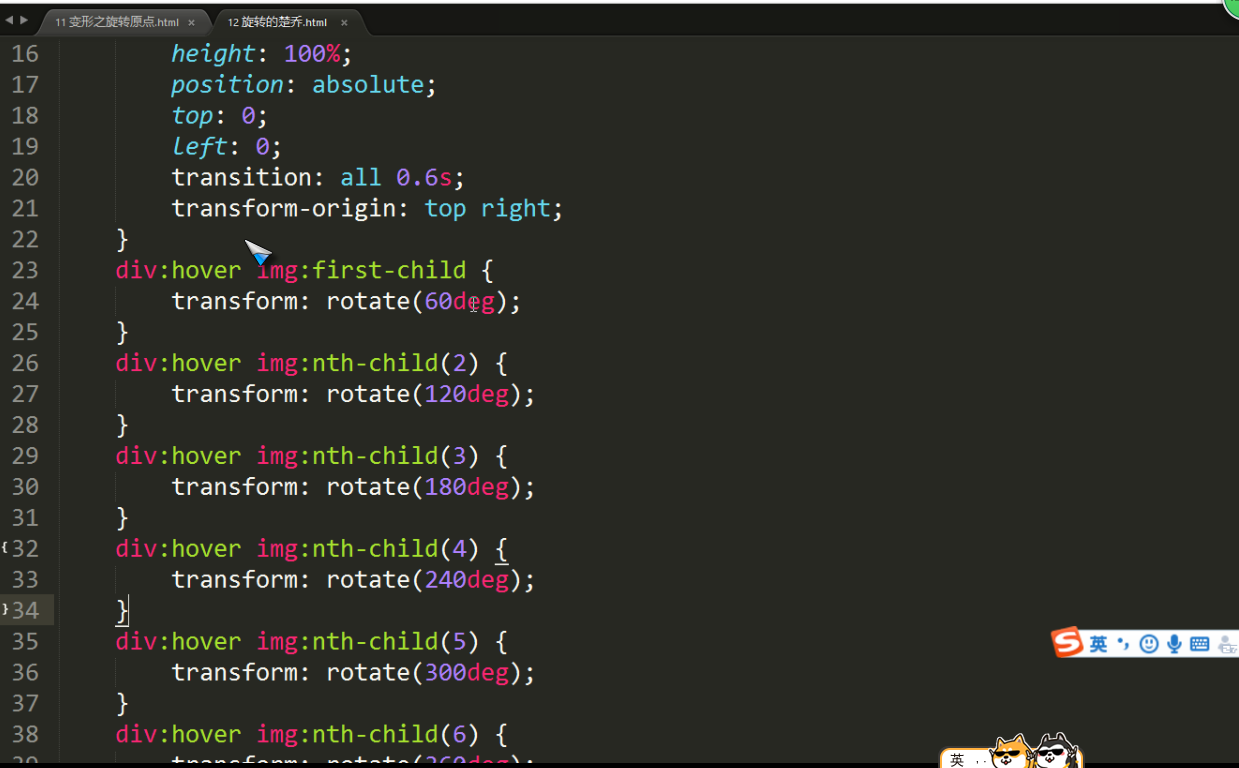 11 变形之旋转原点.html × 12 旋转的楚乔.html ×
16 height: 100%;
17 position: absolute;
18 top: 0;
19 left: 0;
20 transition: all 0.6s;
21 transform-origin: top right;
22 }
23 div:hover img:first-child {
24 transform: rotate(60deg);
25 }
26 div:hover img:nth-child(2) {
27 transform: rotate(120deg);
28 }
29 div:hover img:nth-child(3) {
30 transform: rotate(180deg);
31 }
{ 32 div:hover img:nth-child(4) {
33 transform: rotate(240deg);
} 34 }
35 div:hover img:nth-child(5) {
英
36 transform: rotate(300deg);
37 }
38 div:hover img:nth-child(6) {
39 transform: rotate(360deg);
英